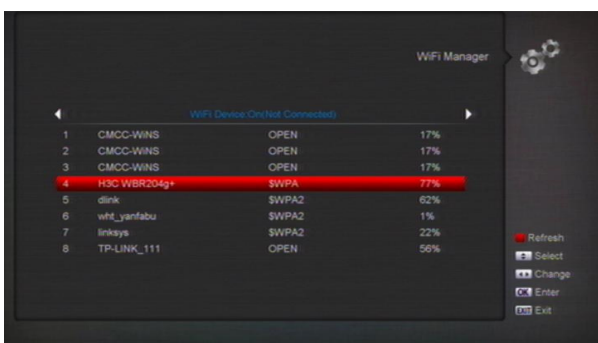 WiFi Manager
WIFI Device:On(Not Connected)
1 CMCC-WiNS OPEN 17%
2 CMCC-WiNS OPEN 17%
3 CMCC-WiNS OPEN 17%
4 H3C WBR204g+ $WPA 77%
5 dlink $WPA2 62%
6 wht_yanfabu $WPA2 1%
7 linksys $WPA2 22%
8 TP-LINK_111 OPEN 56%
Refresh
Select
Change
OK Enter
EXIT Exit